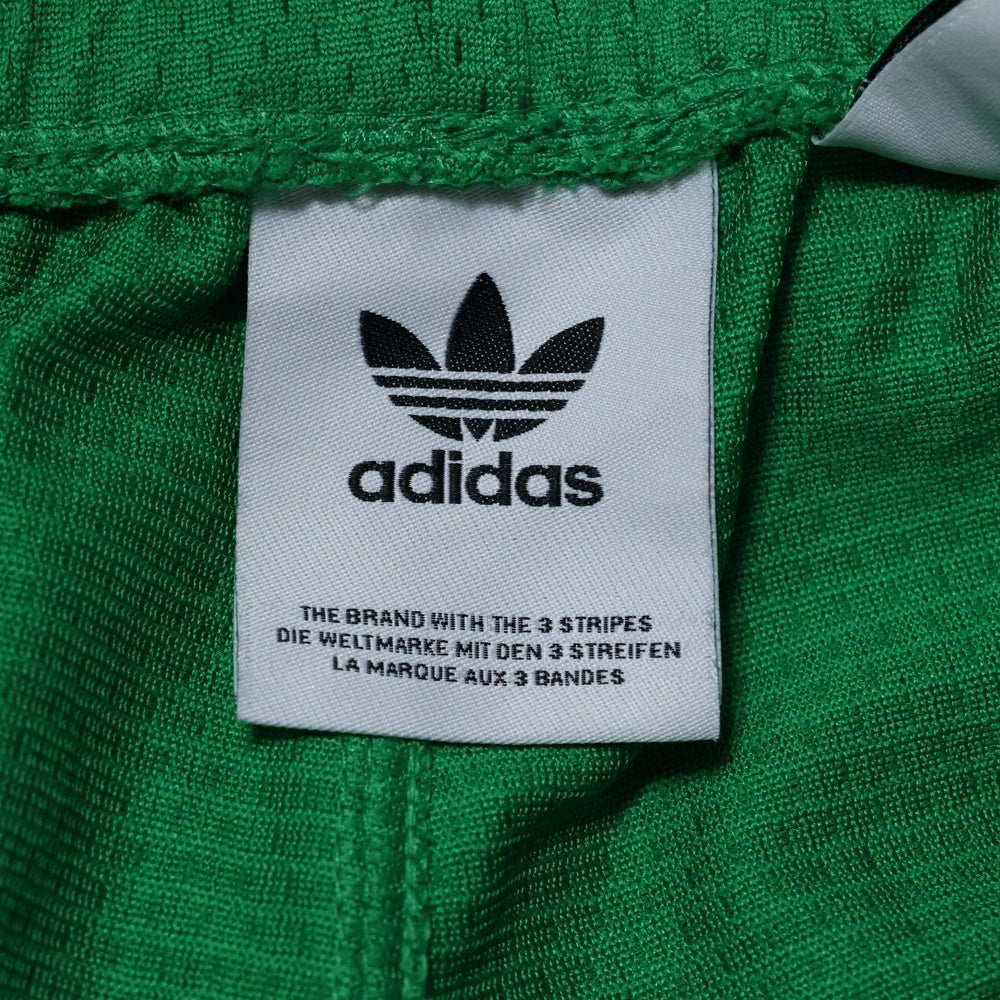 adidas
THE BRAND WITH THE 3 STRIPES
DIE WELTMARKE MIT DEN 3 STREIFEN
LA MARQUE AUX 3 BANDES